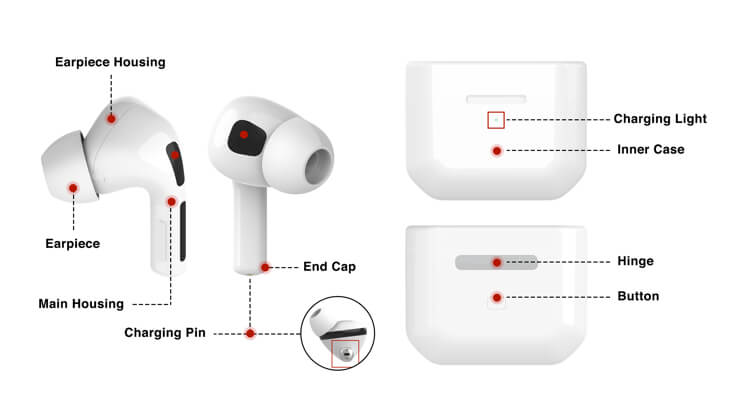 Earpiece Housing
Earpiece
Main Housing
Charging Pin
End Cap
Charging Light
Inner Case
Hinge
Button